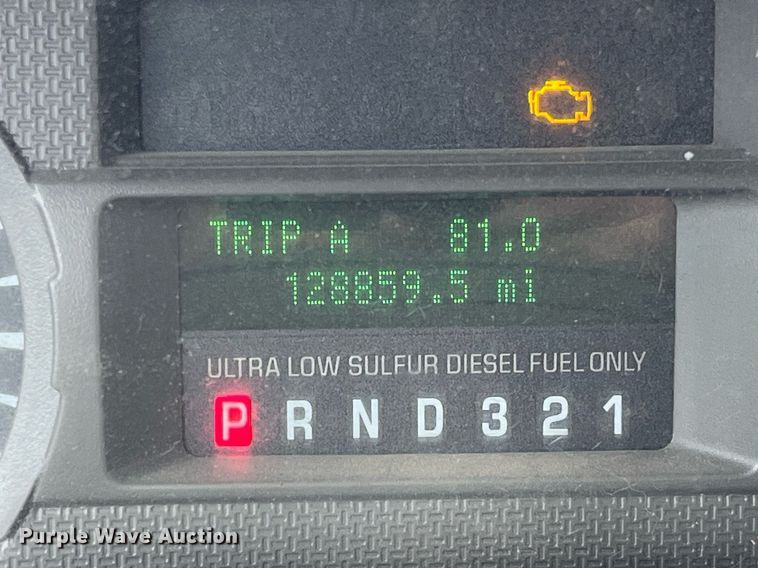 TRIP A 81.0
128859.5 mi
ULTRA LOW SULFUR DIESEL FUEL ONLY
P R N D 3 2 1
Purple Wave Auction